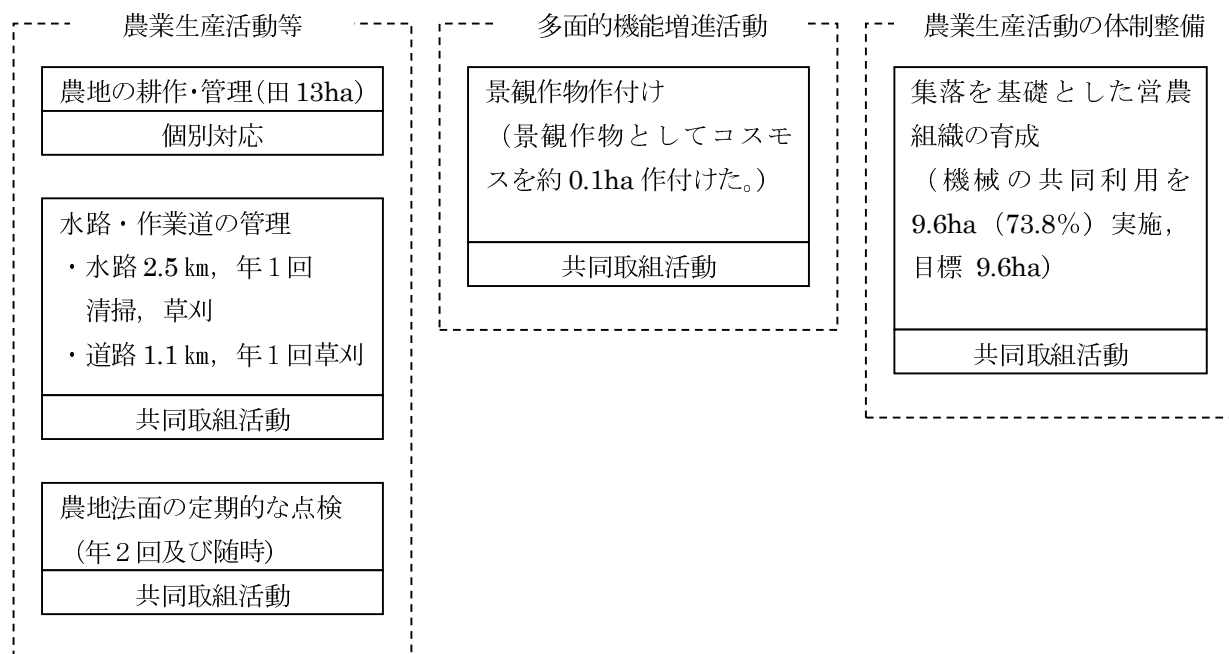 農業生産活動等
農地の耕作・管理(田13ha)
個別対応
水路・作業道の管理
・水路2.5㎞,年1回
清掃,草刈
・道路1.1㎞,年1回草刈
共同取組活動
農地法面の定期的な点検
(年2回及び随時)
共同取組活動
多面的機能増進活動
景観作物作付け
(景観作物としてコスモ
スを約0.1ha作付けた。)
共同取組活動
農業生産活動の体制整備
集落を基礎とした営農
組織の育成
(機械の共同利用を
9.6ha(73.8%)実施,
目標 9.6ha)
共同取組活動